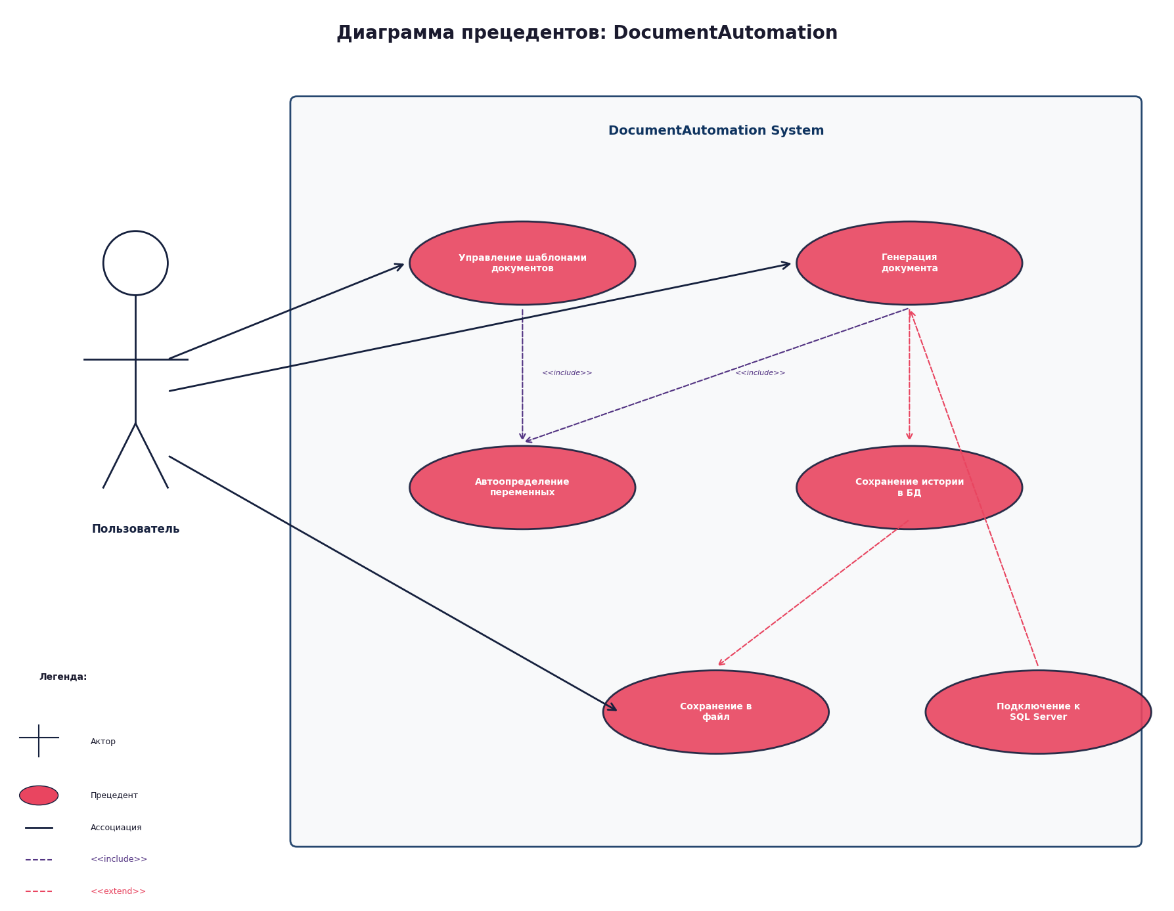 Диаграмма прецедентов: DocumentAutomation
DocumentAutomation System
Управление шаблонами
документов
Генерация
документа
<<include>>
<<include>>
Автоопределение
переменных
Сохранение истории
в БД
Пользователь
Сохранение в
файл
Подключение к
SQL Server
Легенда:
Актор
Прецедент
Ассоциация
<<include>>
<<extend>>